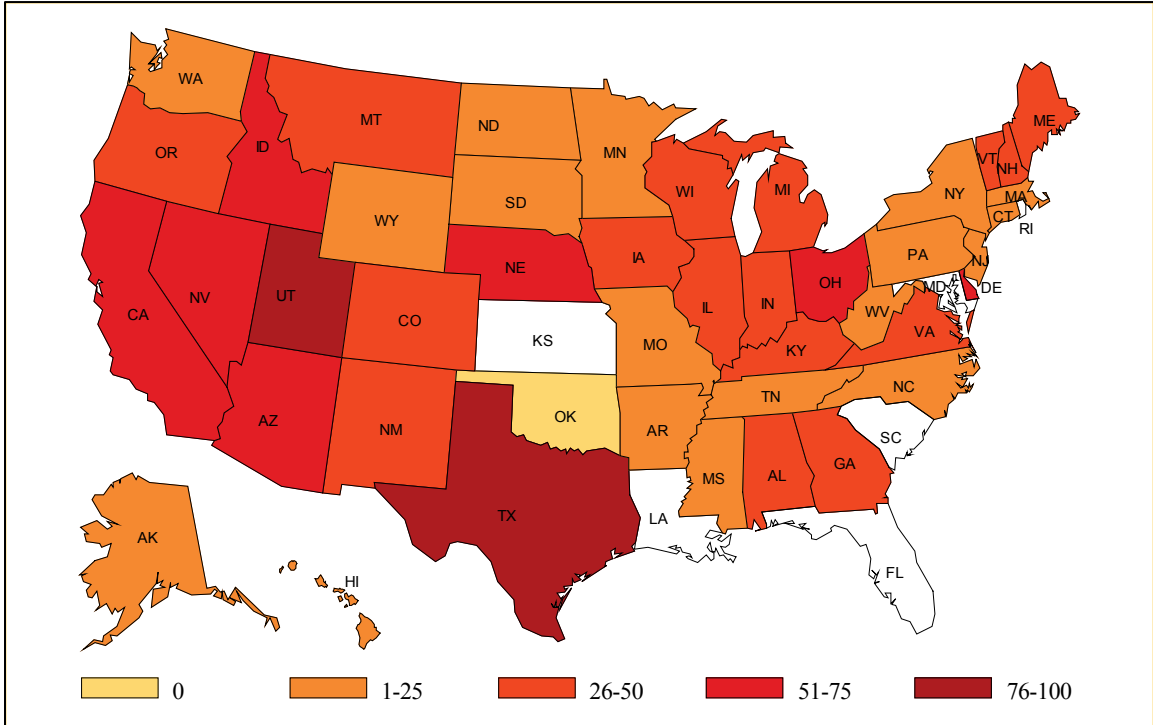 WA
MT
ND
MN
ME
OR
ID
VT
NH
WI
MI
NY
MA
SD
WY
CT
RI
PA
IA
NE
NJ
OH
MD
DE
NV
UT
IL
IN
WV
CA
CO
VA
KS
MO
KY
NC
TN
OK
AZ
NM
AR
SC
GA
MS
AL
TX
LA
AK
FL
HI
0
1-25
26-50
51-75
76-100